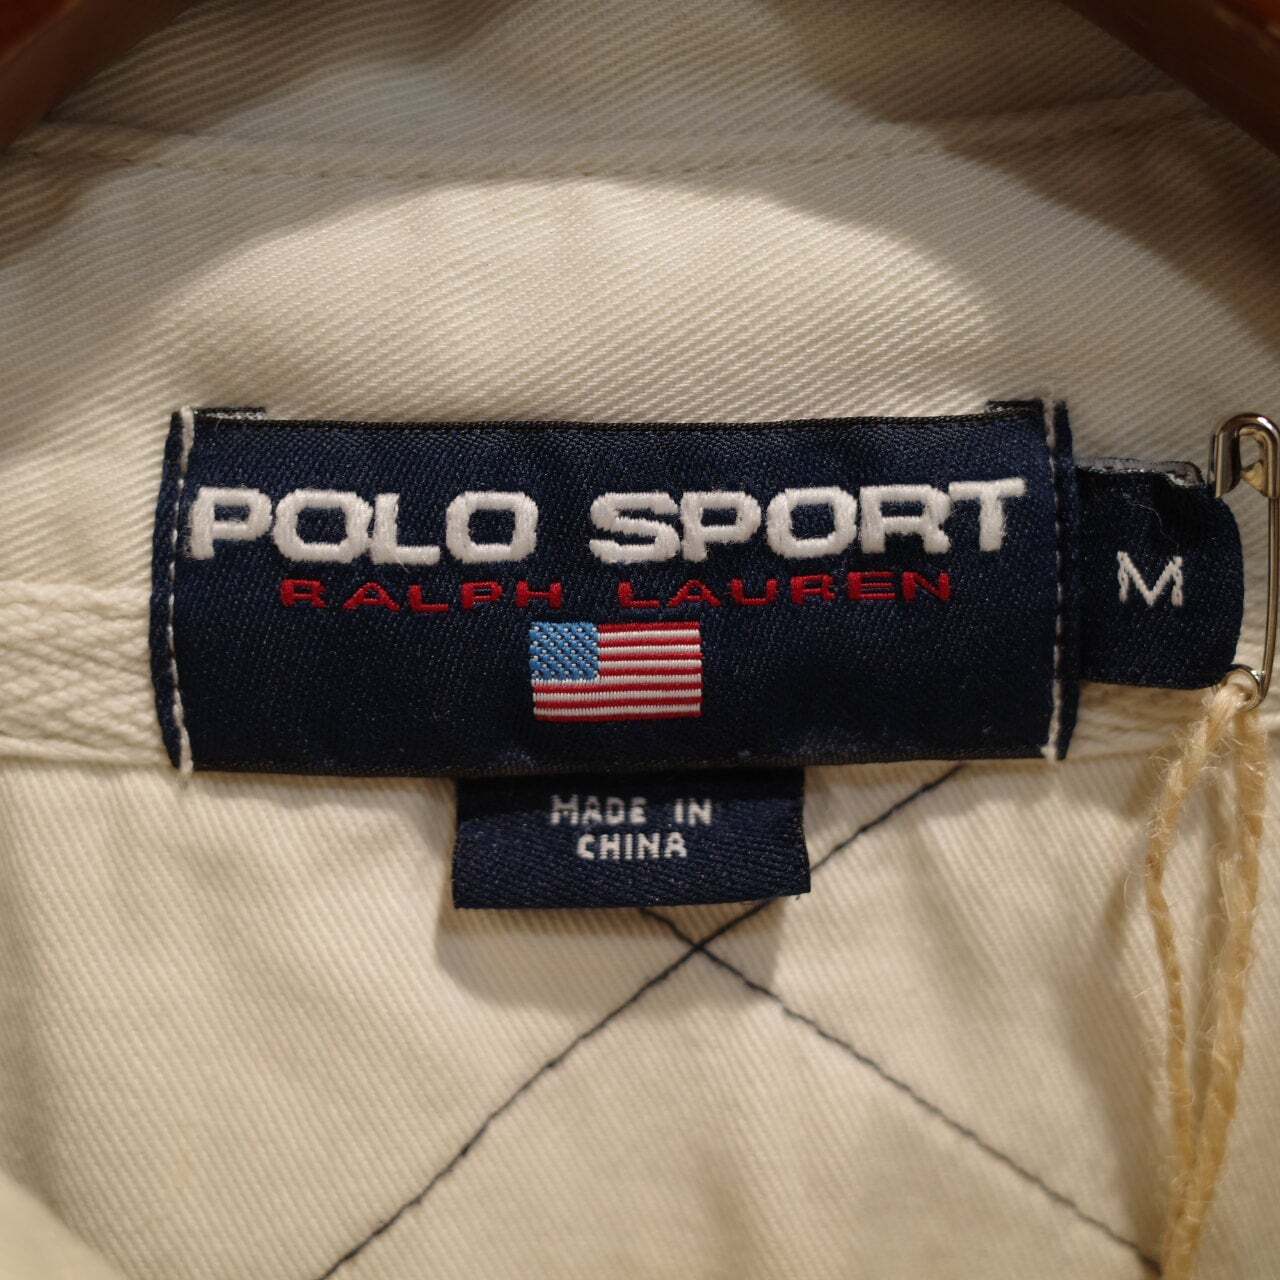 POLO SPORT
RALPH LAUREN
M
MADE IN
CHINA